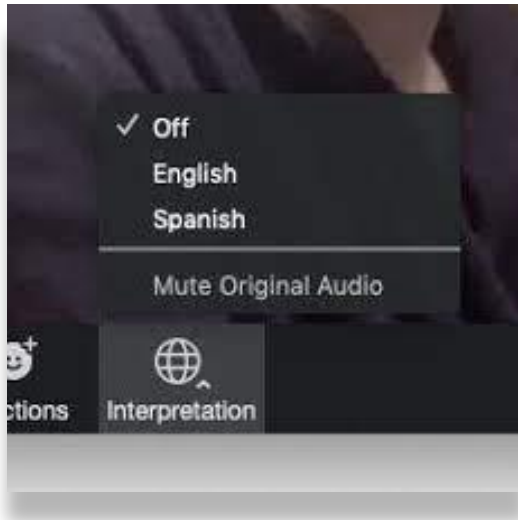 Off
English
Spanish
Mute Original Audio
ctions
Interpretation